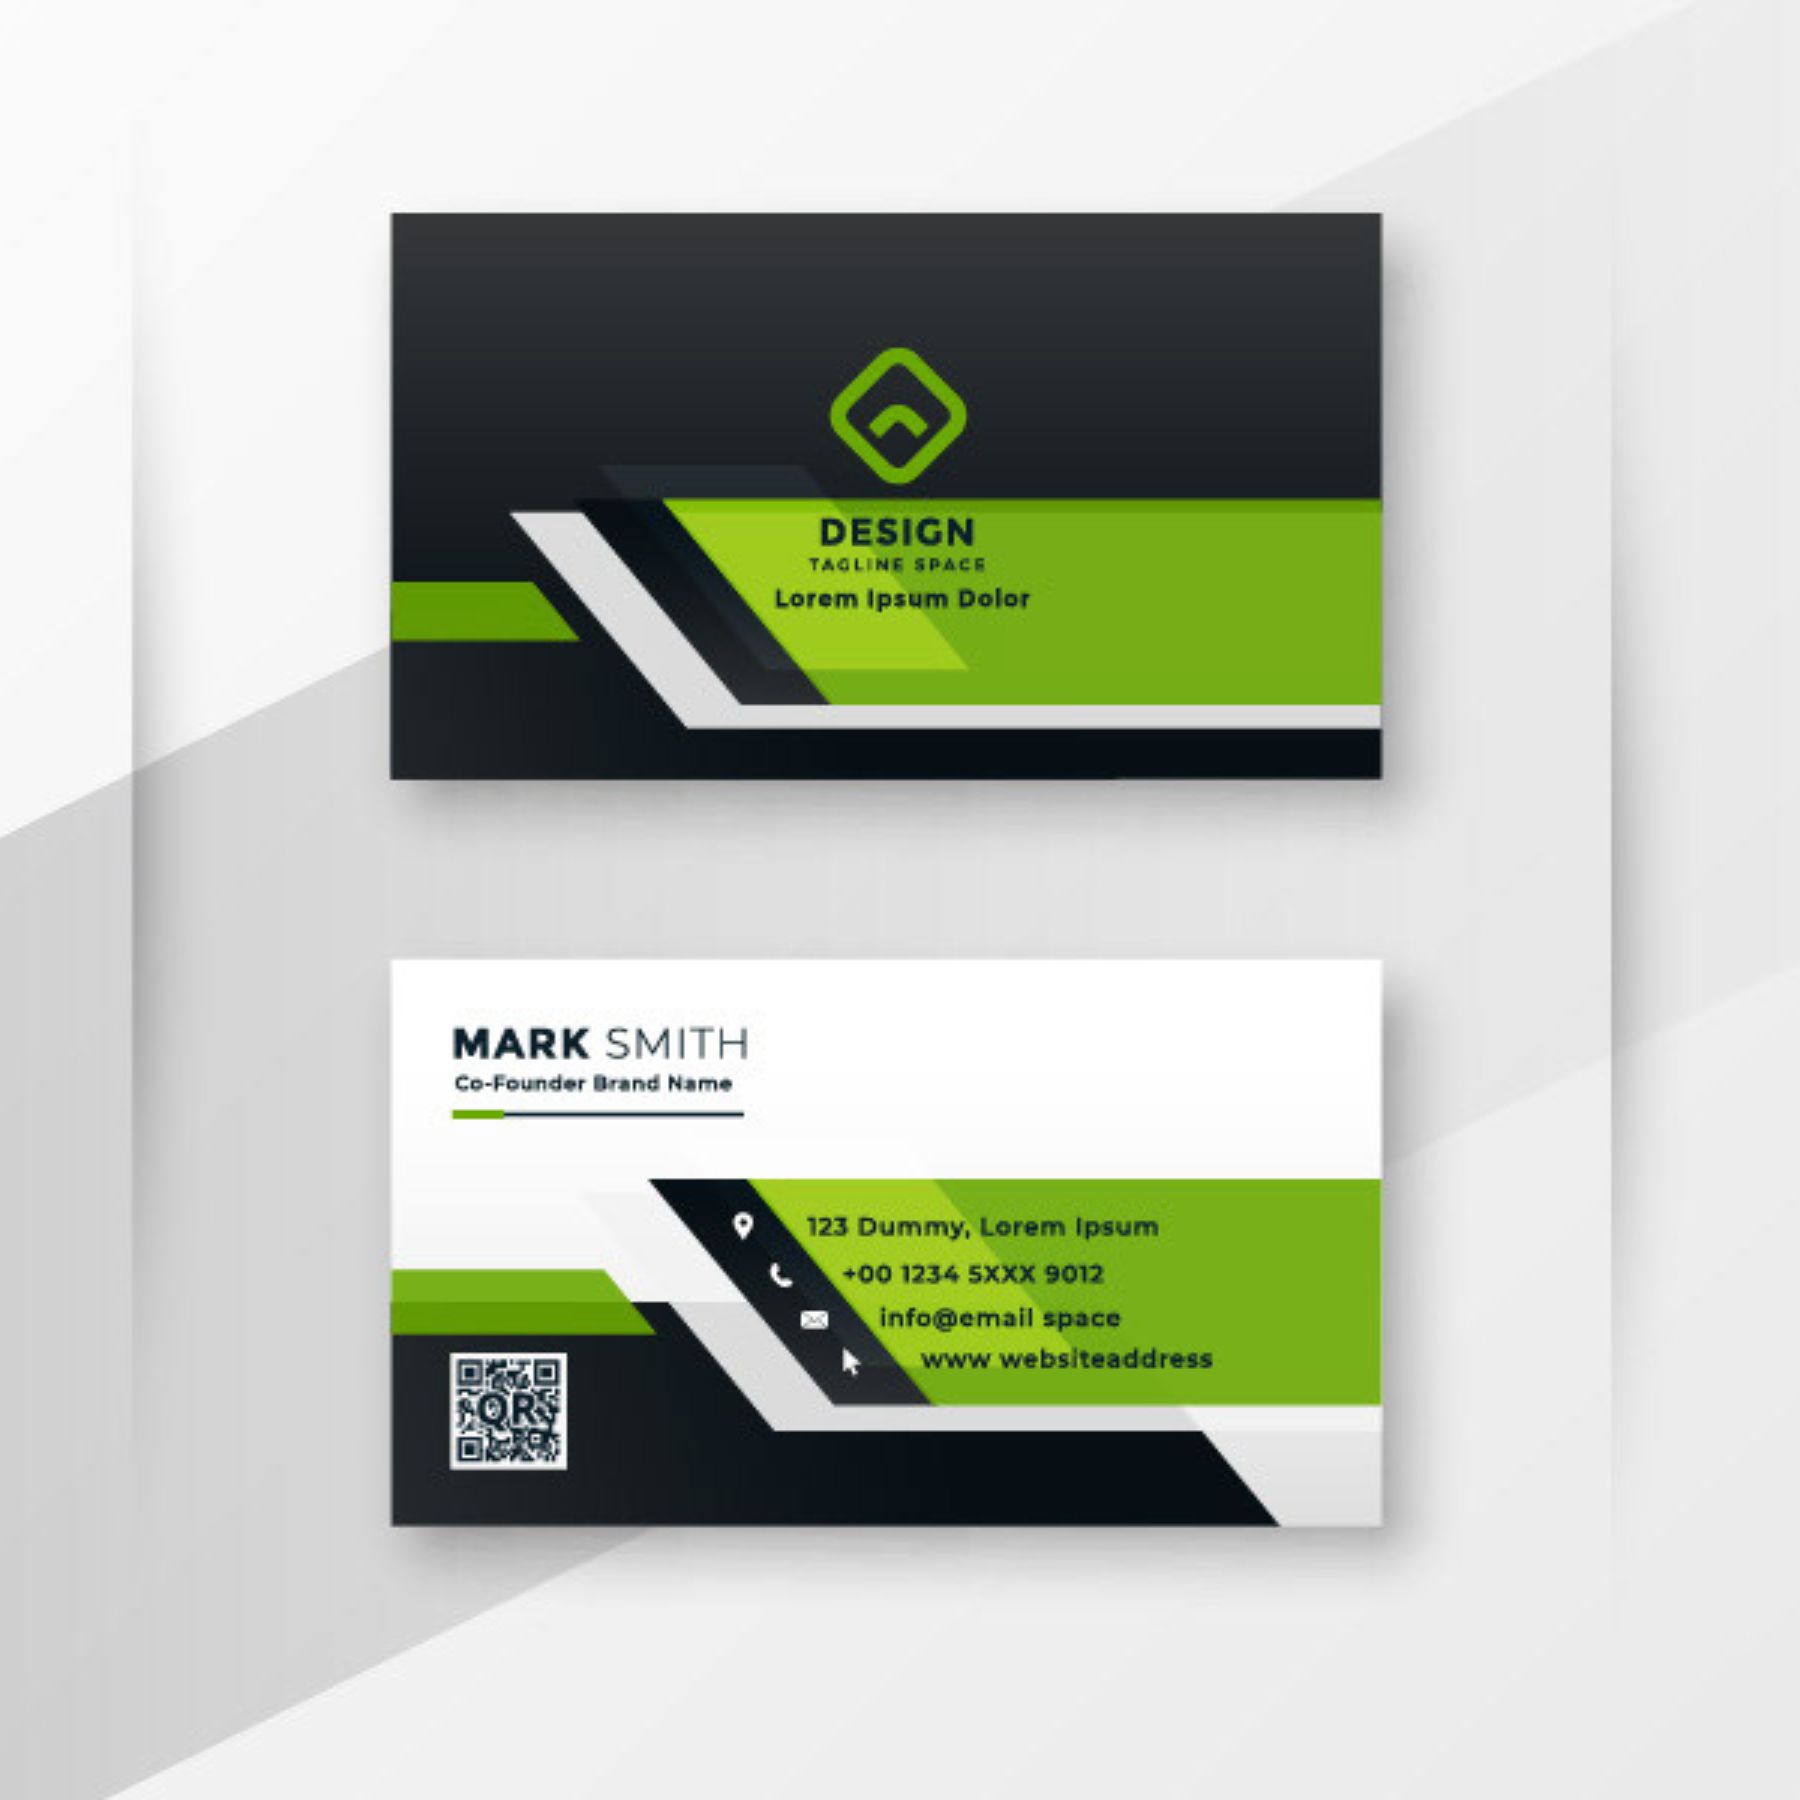 DESIGN
TAGLINE SPACE
Lorem Ipsum Dolor
MARK SMITH
Co-Founder Brand Name
123 Dummy, Lorem Ipsum
+00 1234 5XXX 9012
info@email space
www websiteaddress
QR